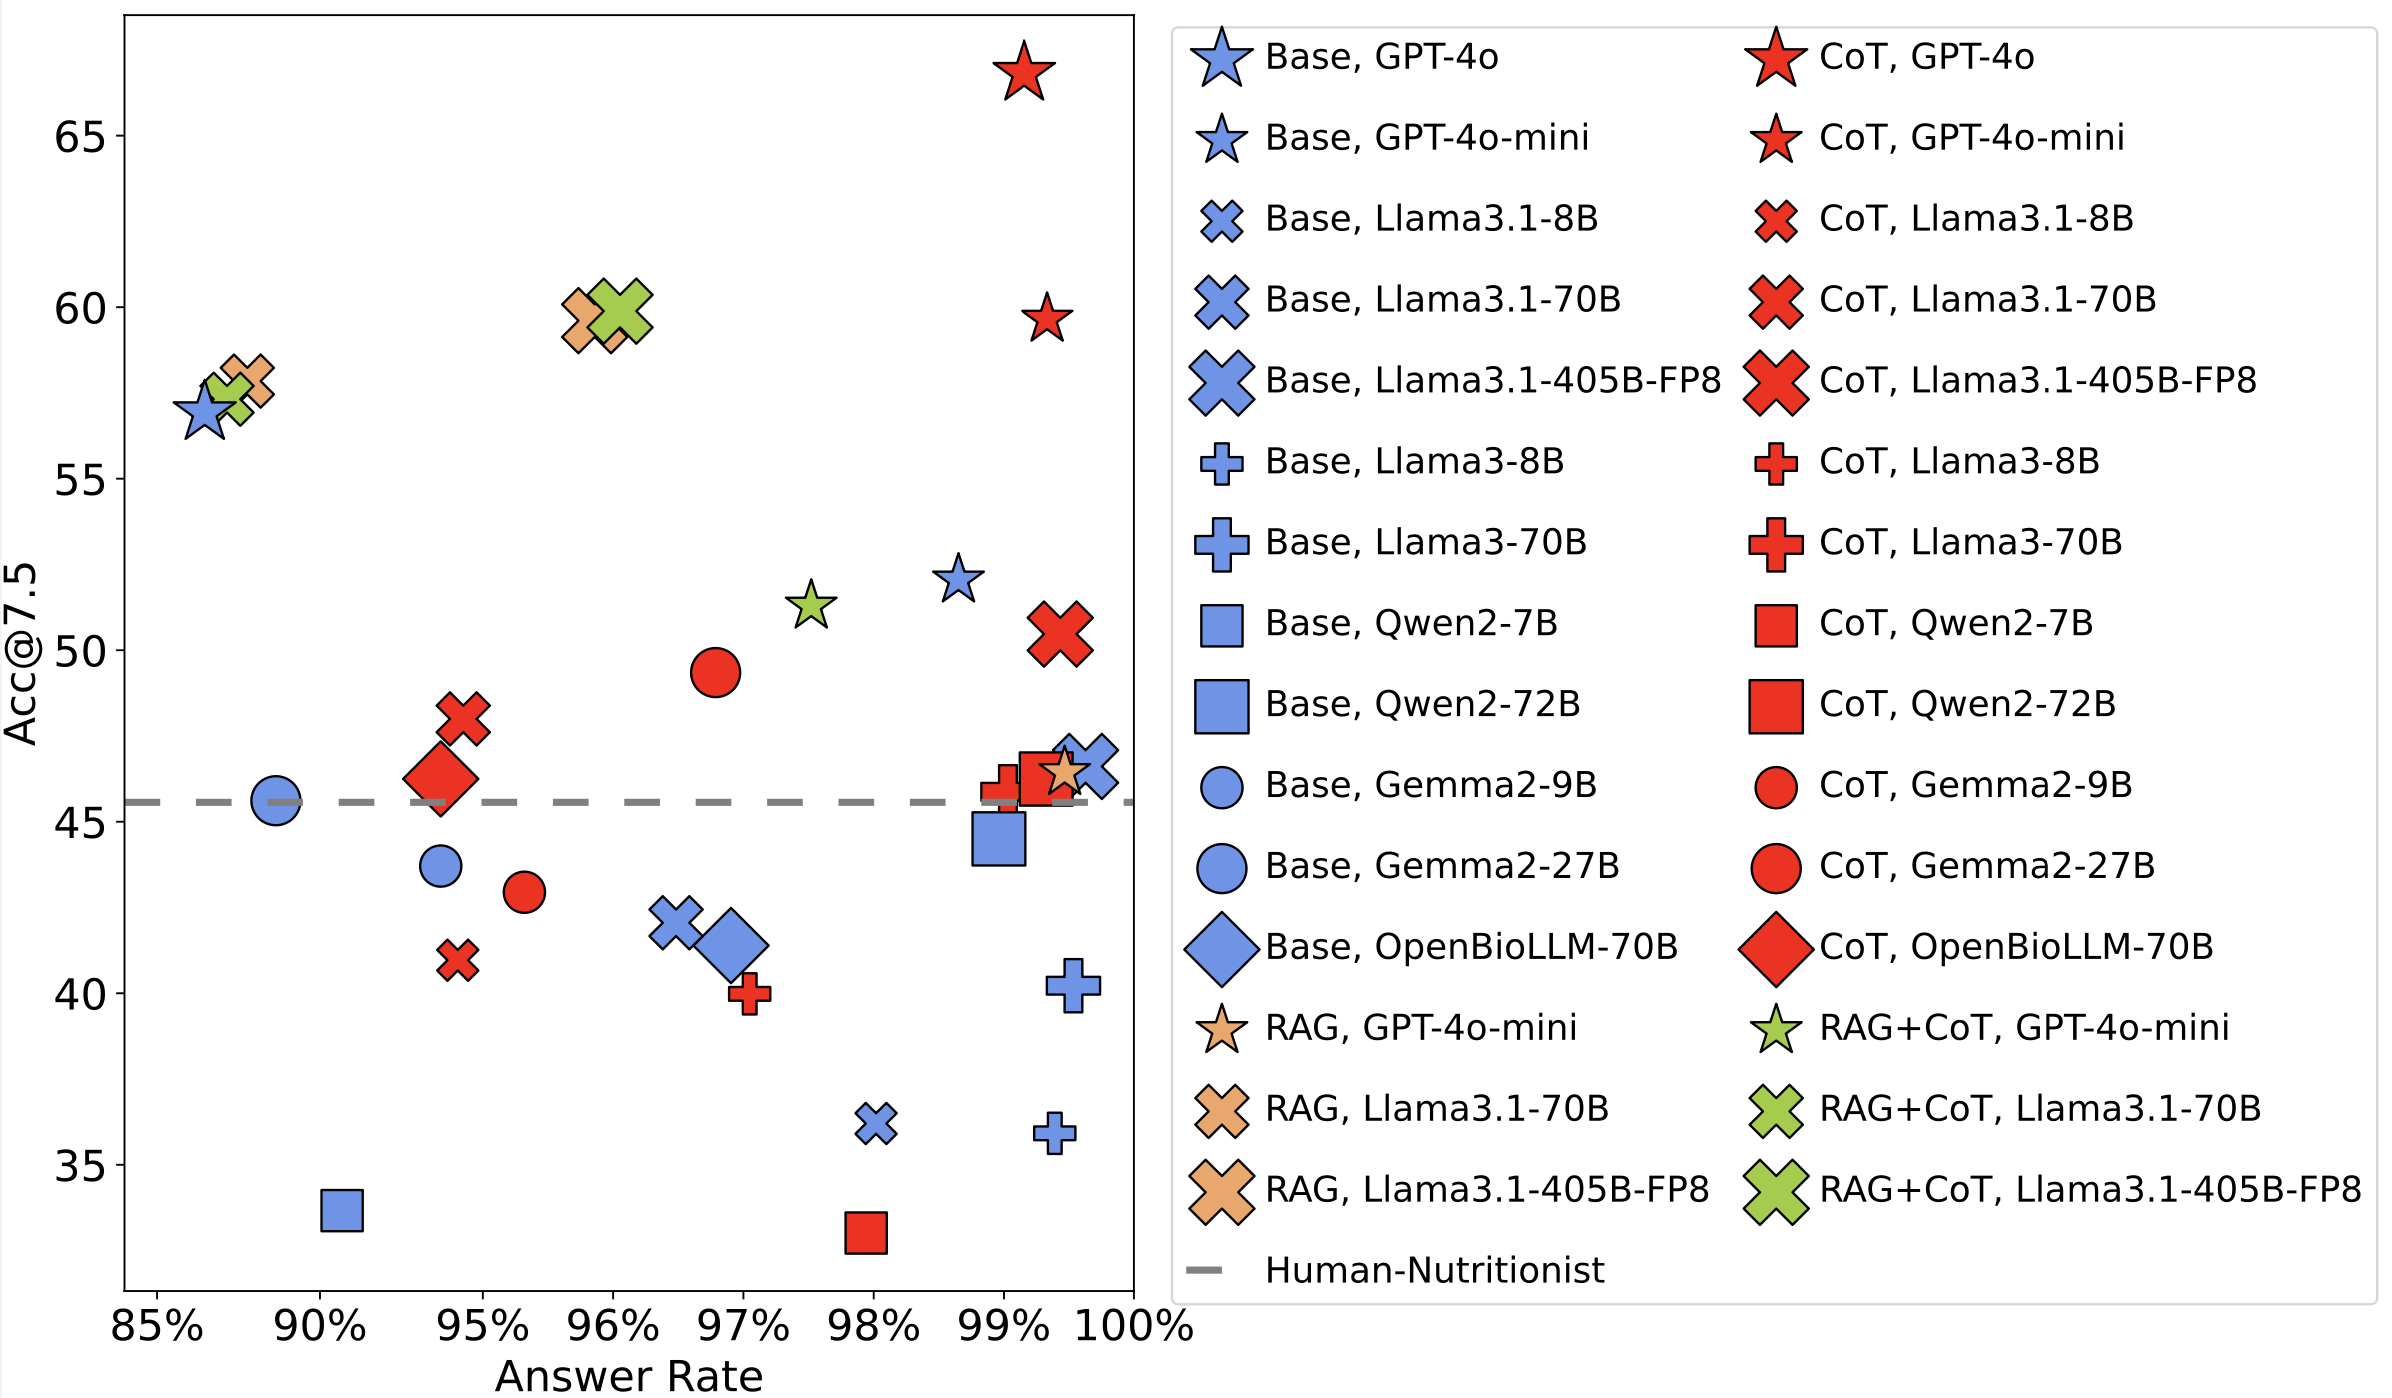 Acc@7.5
65
60
55
50
45
40
35
85% 90% 95% 96% 97% 98% 99% 100%
Answer Rate
Base, GPT-4o
Base, GPT-4o-mini
Base, Llama3.1-8B
Base, Llama3.1-70B
Base, Llama3.1-405B-FP8
Base, Llama3-8B
Base, Llama3-70B
Base, Qwen2-7B
Base, Qwen2-72B
Base, Gemma2-9B
Base, Gemma2-27B
Base, OpenBioLLM-70B
RAG, GPT-4o-mini
RAG, Llama3.1-70B
RAG, Llama3.1-405B-FP8
Human-Nutritionist
CoT, GPT-4o
CoT, GPT-4o-mini
CoT, Llama3.1-8B
CoT, Llama3.1-70B
CoT, Llama3.1-405B-FP8
CoT, Llama3-8B
CoT, Llama3-70B
CoT, Qwen2-7B
CoT, Qwen2-72B
CoT, Gemma2-9B
CoT, Gemma2-27B
CoT, OpenBioLLM-70B
RAG+CoT, GPT-4o-mini
RAG+CoT, Llama3.1-70B
RAG+CoT, Llama3.1-405B-FP8